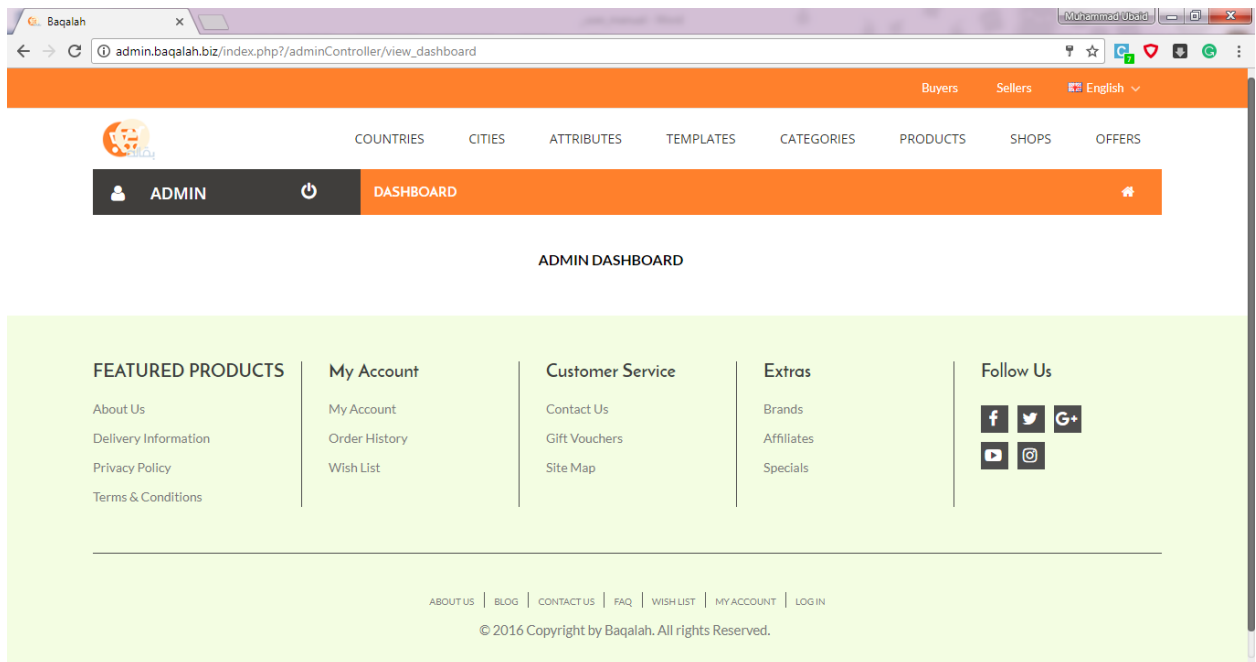 Baqalah
Muhammad Ubaid
admin.baqalah.biz/index.php?/adminController/view_dashboard
7
Buyers Sellers English
بقالة
COUNTRIES CITIES ATTRIBUTES TEMPLATES CATEGORIES PRODUCTS SHOPS OFFERS
ADMIN DASHBOARD
ADMIN DASHBOARD
FEATURED PRODUCTS
About Us
Delivery Information
Privacy Policy
Terms & Conditions
My Account
My Account
Order History
Wish List
Customer Service
Contact Us
Gift Vouchers
Site Map
Extras
Brands
Affiliates
Specials
Follow Us
G+
ABOUT US | BLOG | CONTACT US | FAQ | WISH LIST | MY ACCOUNT | LOG IN
© 2016 Copyright by Baqalah. All rights Reserved.